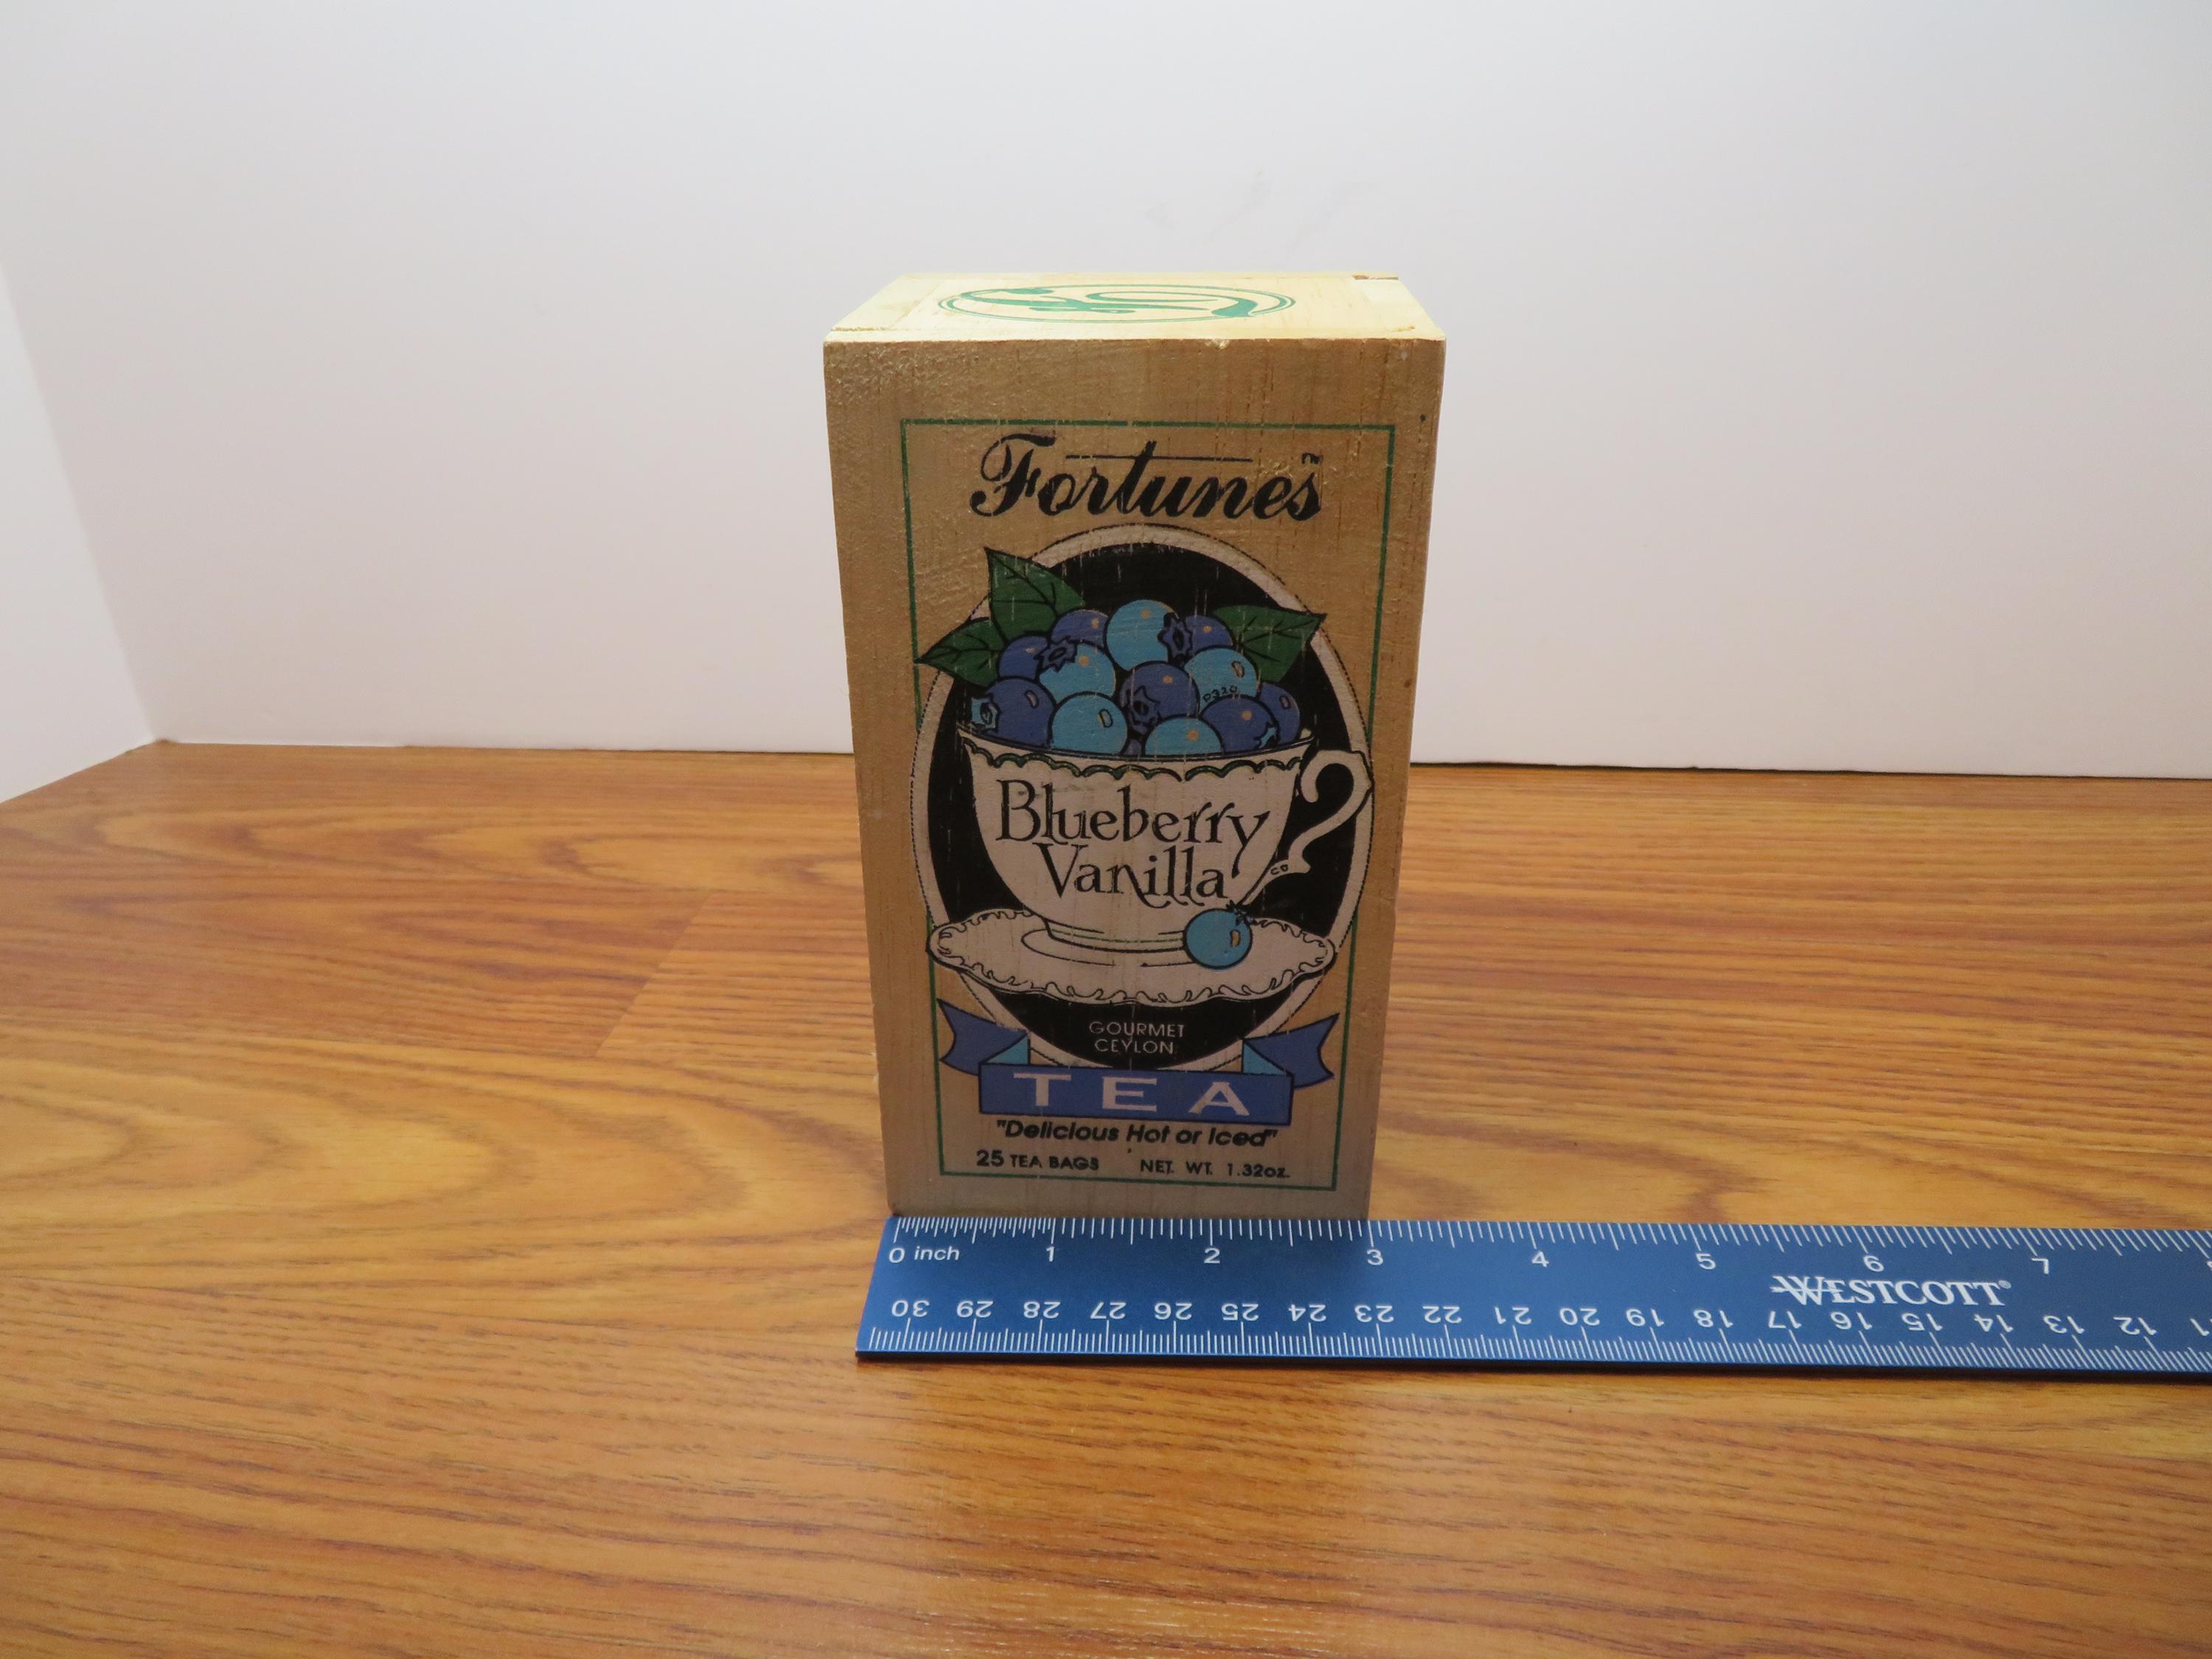 Fortunes™
Blueberry
Vanilla
GOURMET
CEYLON
TEA
"Delicious Hot or Iced"
25 TEA BAGS NET. WT. 1.32oz.
0 inch 1 2 3 4 5 6 7
WESTCOTT®
30 29 28 27 26 25 24 23 22 21 20 19 18 17 16 15 14 13 12 11